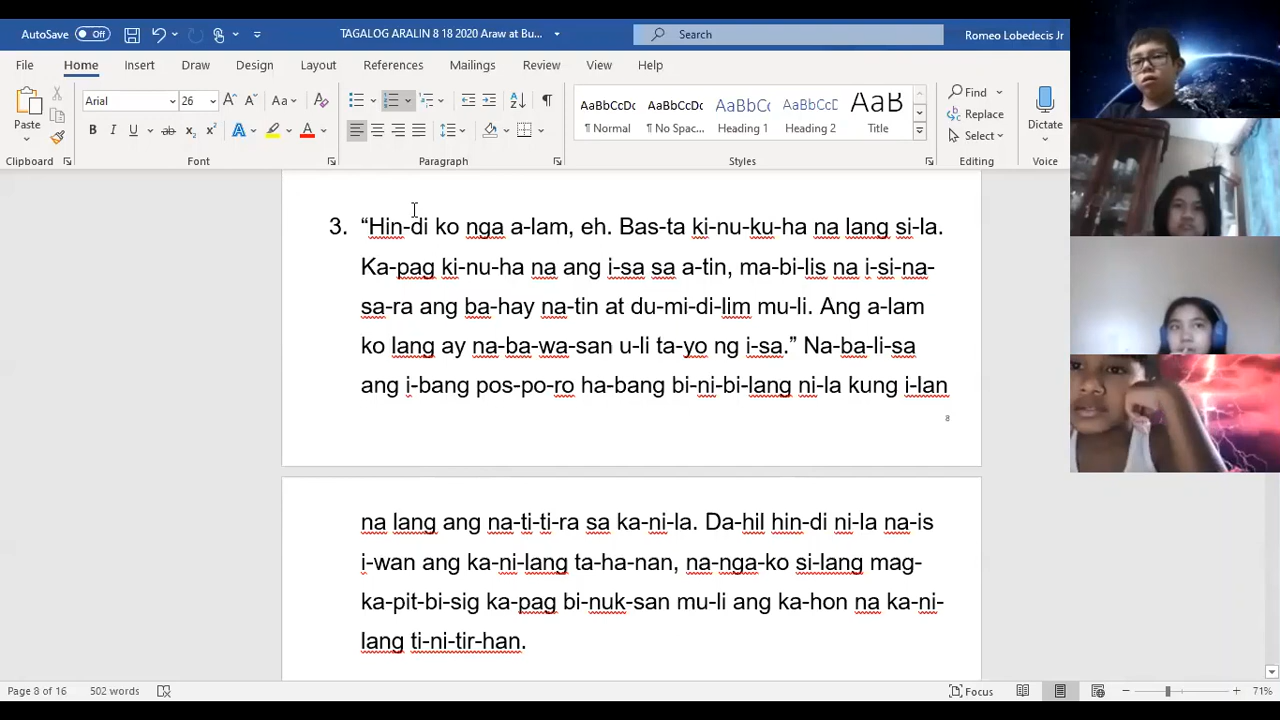 AutoSave Off TAGALOG ARALIN 8 18 2020 Araw at Bu... Search Romeo Lobedecis Jr
File Home Insert Draw Design Layout References Mailings Review View Help
Arial 26 Aa AaBbCcDc AaBbCcDc AaBbCc AaBbCcD AaB Find
Paste B I U ab x2 x2 A A ¶ Normal ¶ No Spac... Heading 1 Heading 2 Title Replace Select Dictate
Clipboard Font Paragraph Styles Editing Voice
3. “Hin-di ko nga a-lam, eh. Bas-ta ki-nu-ku-ha na lang si-la.
Ka-pag ki-nu-ha na ang i-sa sa a-tin, ma-bi-lis na i-si-na-
sa-ra ang ba-hay na-tin at du-mi-di-lim mu-li. Ang a-lam
ko lang ay na-ba-wa-san u-li ta-yo ng i-sa.” Na-ba-li-sa
ang i-bang pos-po-ro ha-bang bi-ni-bi-lang ni-la kung i-lan
8
na lang ang na-ti-ti-ra sa ka-ni-la. Da-hil hin-di ni-la na-is
i-wan ang ka-ni-lang ta-ha-nan, na-nga-ko si-lang mag-
ka-pit-bi-sig ka-pag bi-nuk-san mu-li ang ka-hon na ka-ni-
lang ti-ni-tir-han.
Page 8 of 16 502 words Focus 71%